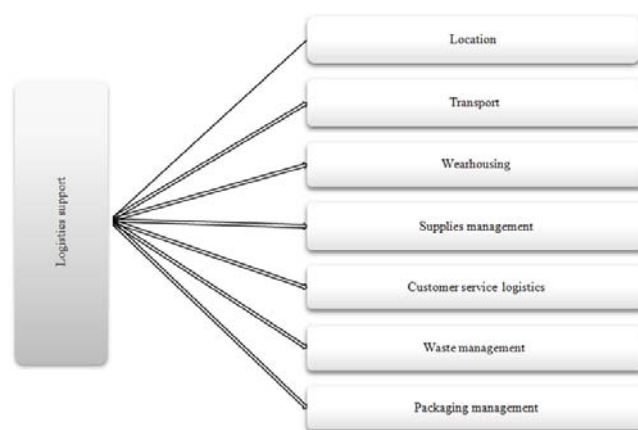 Logistics support
Location
Transport
Wearhousing
Supplies management
Customer service logistics
Waste management
Packaging management